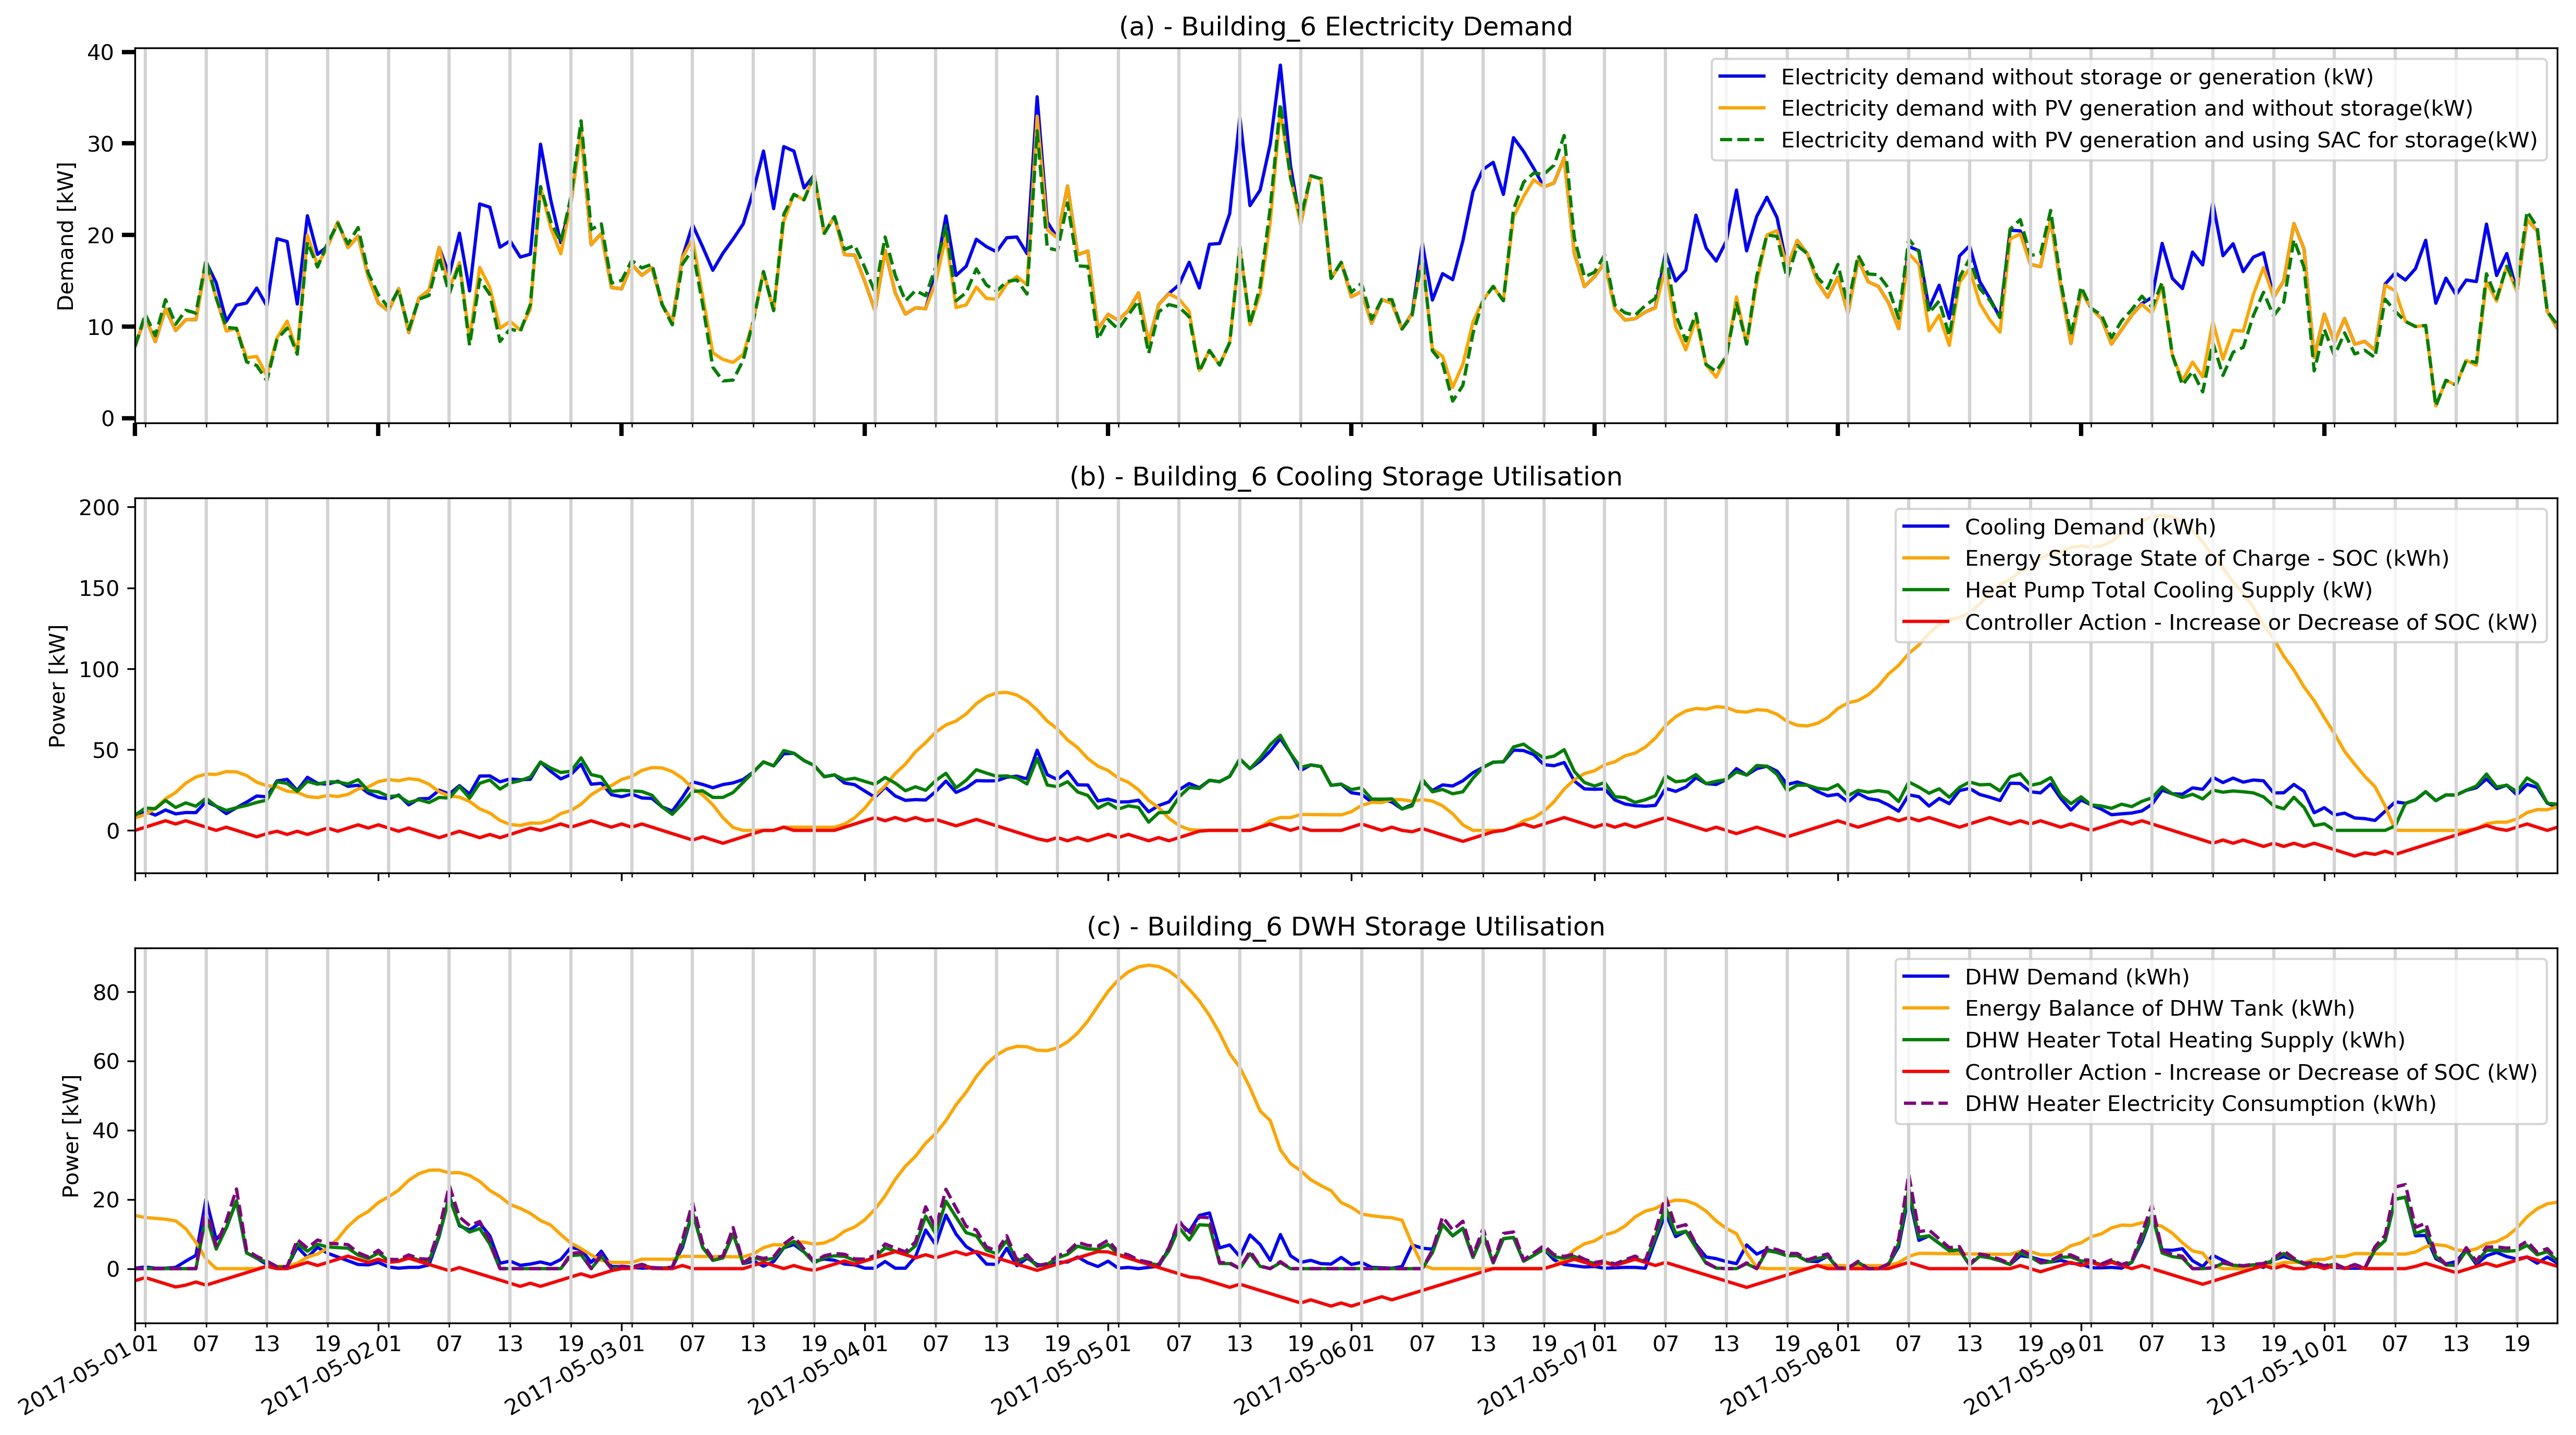 (a) - Building_6 Electricity Demand
40
30
20
10
0
Demand [kW]
Electricity demand without storage or generation (kW)
Electricity demand with PV generation and without storage(kW)
Electricity demand with PV generation and using SAC for storage(kW)
(b) - Building_6 Cooling Storage Utilisation
200
150
100
50
0
Power [kW]
Cooling Demand (kWh)
Energy Storage State of Charge - SOC (kWh)
Heat Pump Total Cooling Supply (kW)
Controller Action - Increase or Decrease of SOC (kW)
(c) - Building_6 DWH Storage Utilisation
80
60
40
20
0
Power [kW]
DHW Demand (kWh)
Energy Balance of DHW Tank (kWh)
DHW Heater Total Heating Supply (kWh)
Controller Action - Increase or Decrease of SOC (kW)
DHW Heater Electricity Consumption (kWh)
01 07 13 19 01 07 13 19 01 07 13 19 01 07 13 19 01 07 13 19 01 07 13 19 01 07 13 19 01 07 13 19 01 07 13 19 01 07 13 19
2017-05-01 2017-05-02 2017-05-03 2017-05-04 2017-05-05 2017-05-06 2017-05-07 2017-05-08 2017-05-09 2017-05-10